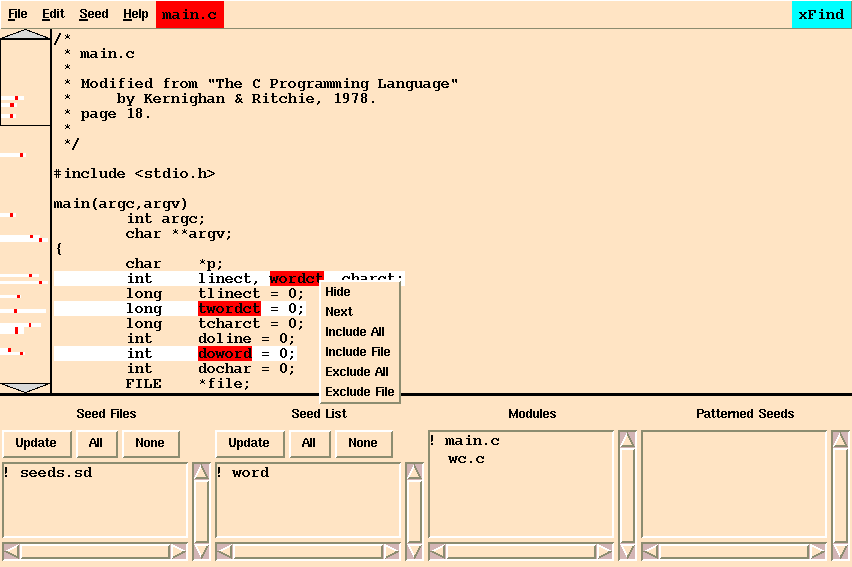 File Edit Seed Help main.c xFind
/*
 * main.c
 *
 * Modified from "The C Programming Language"
 *     by Kernighan & Ritchie, 1978.
 * page 18.
 *
 */
#include <stdio.h>
main(argc,argv)
        int argc;
        char **argv;
{
        char    *p;
        int     linect, wordct, charct;
        long    tlinect = 0;
        long    twordct = 0;
        long    tcharct = 0;
        int     doline = 0;
        int     doword = 0;
        int     dochar = 0;
        FILE    *file;
Hide
Next
Include All
Include File
Exclude All
Exclude File
Seed Files
Update All None
! seeds.sd
Seed List
Update All None
! word
Modules
! main.c
  wc.c
Patterned Seeds